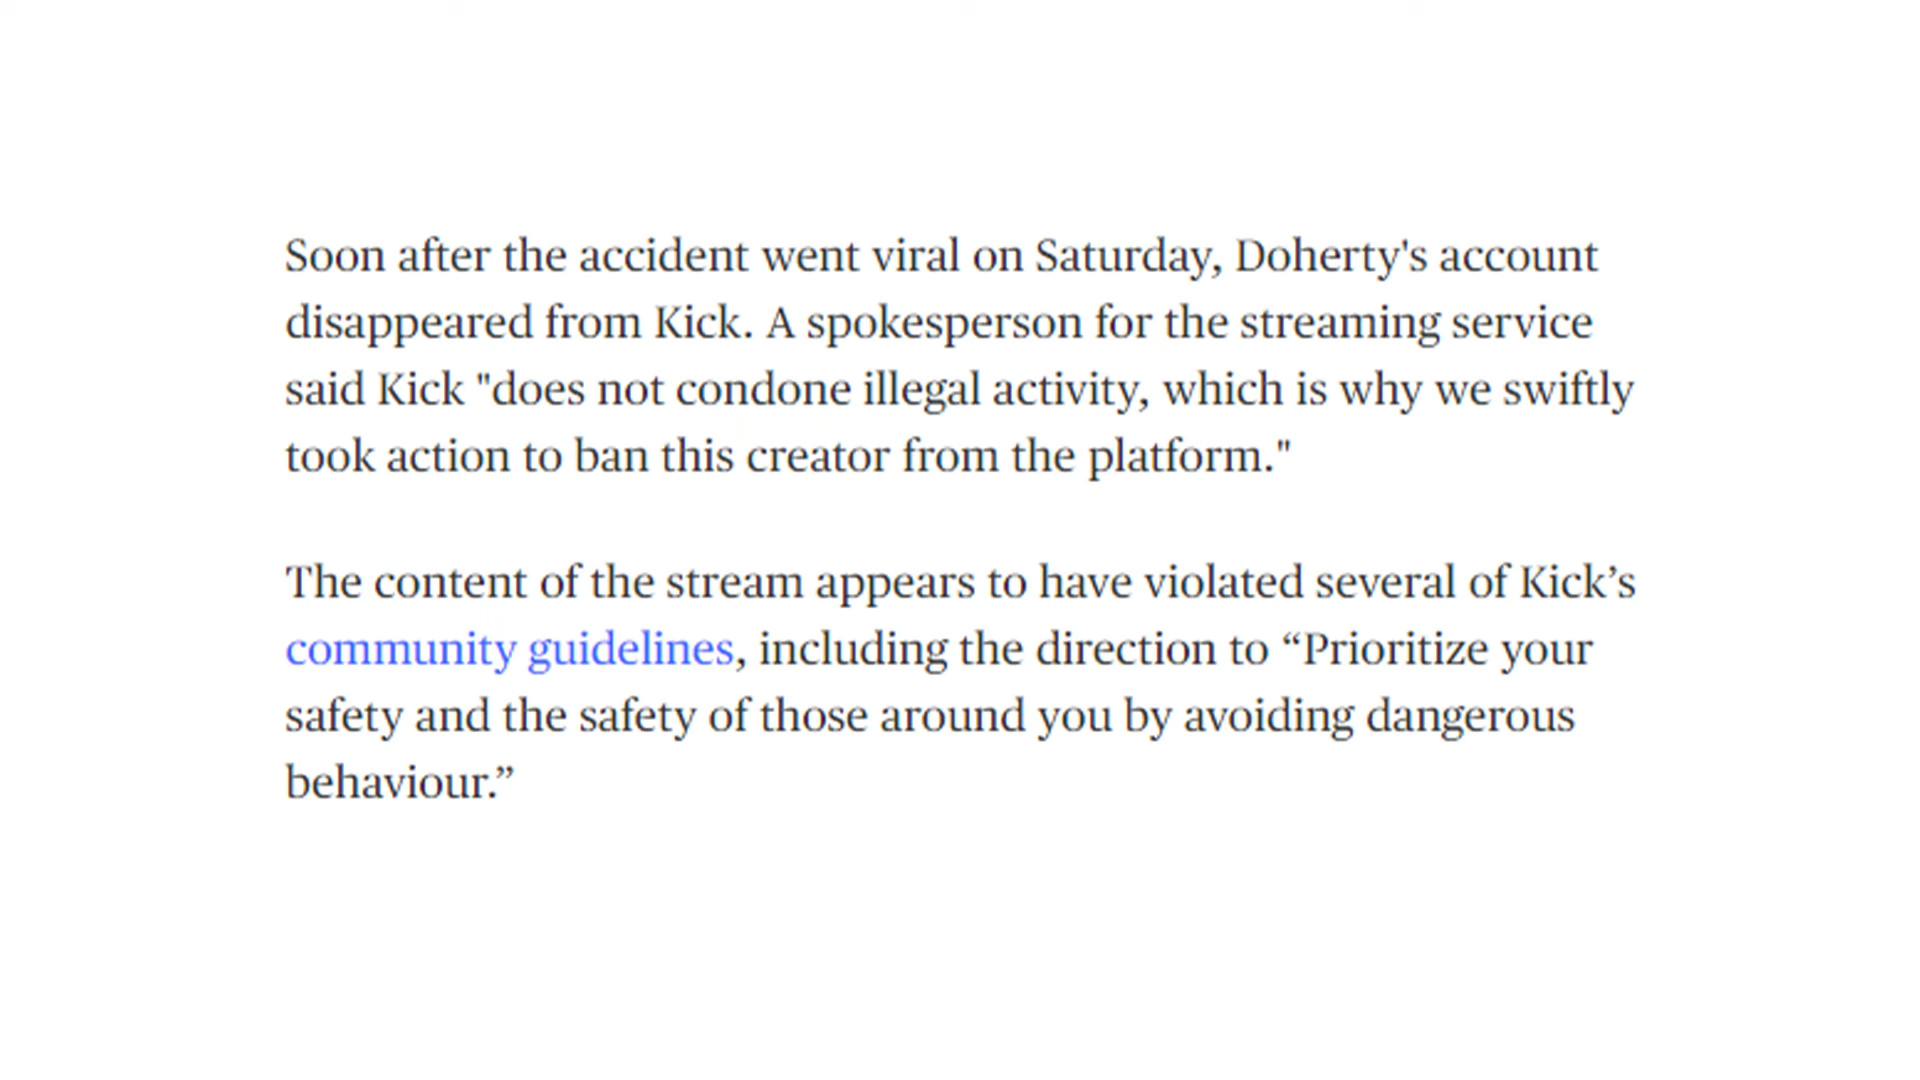 Soon after the accident went viral on Saturday, Doherty's account
disappeared from Kick. A spokesperson for the streaming service
said Kick "does not condone illegal activity, which is why we swiftly
took action to ban this creator from the platform."
The content of the stream appears to have violated several of Kick’s
community guidelines, including the direction to “Prioritize your
safety and the safety of those around you by avoiding dangerous
behaviour.”